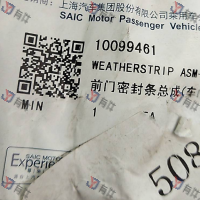 上海汽车集团股份有限公司乘用车
SAIC Motor Passenger Vehicle
10099461
WEATHERSTRIP ASM
前门密封条总成(车
MIN
1
SAIC MOTOR
Experience
508